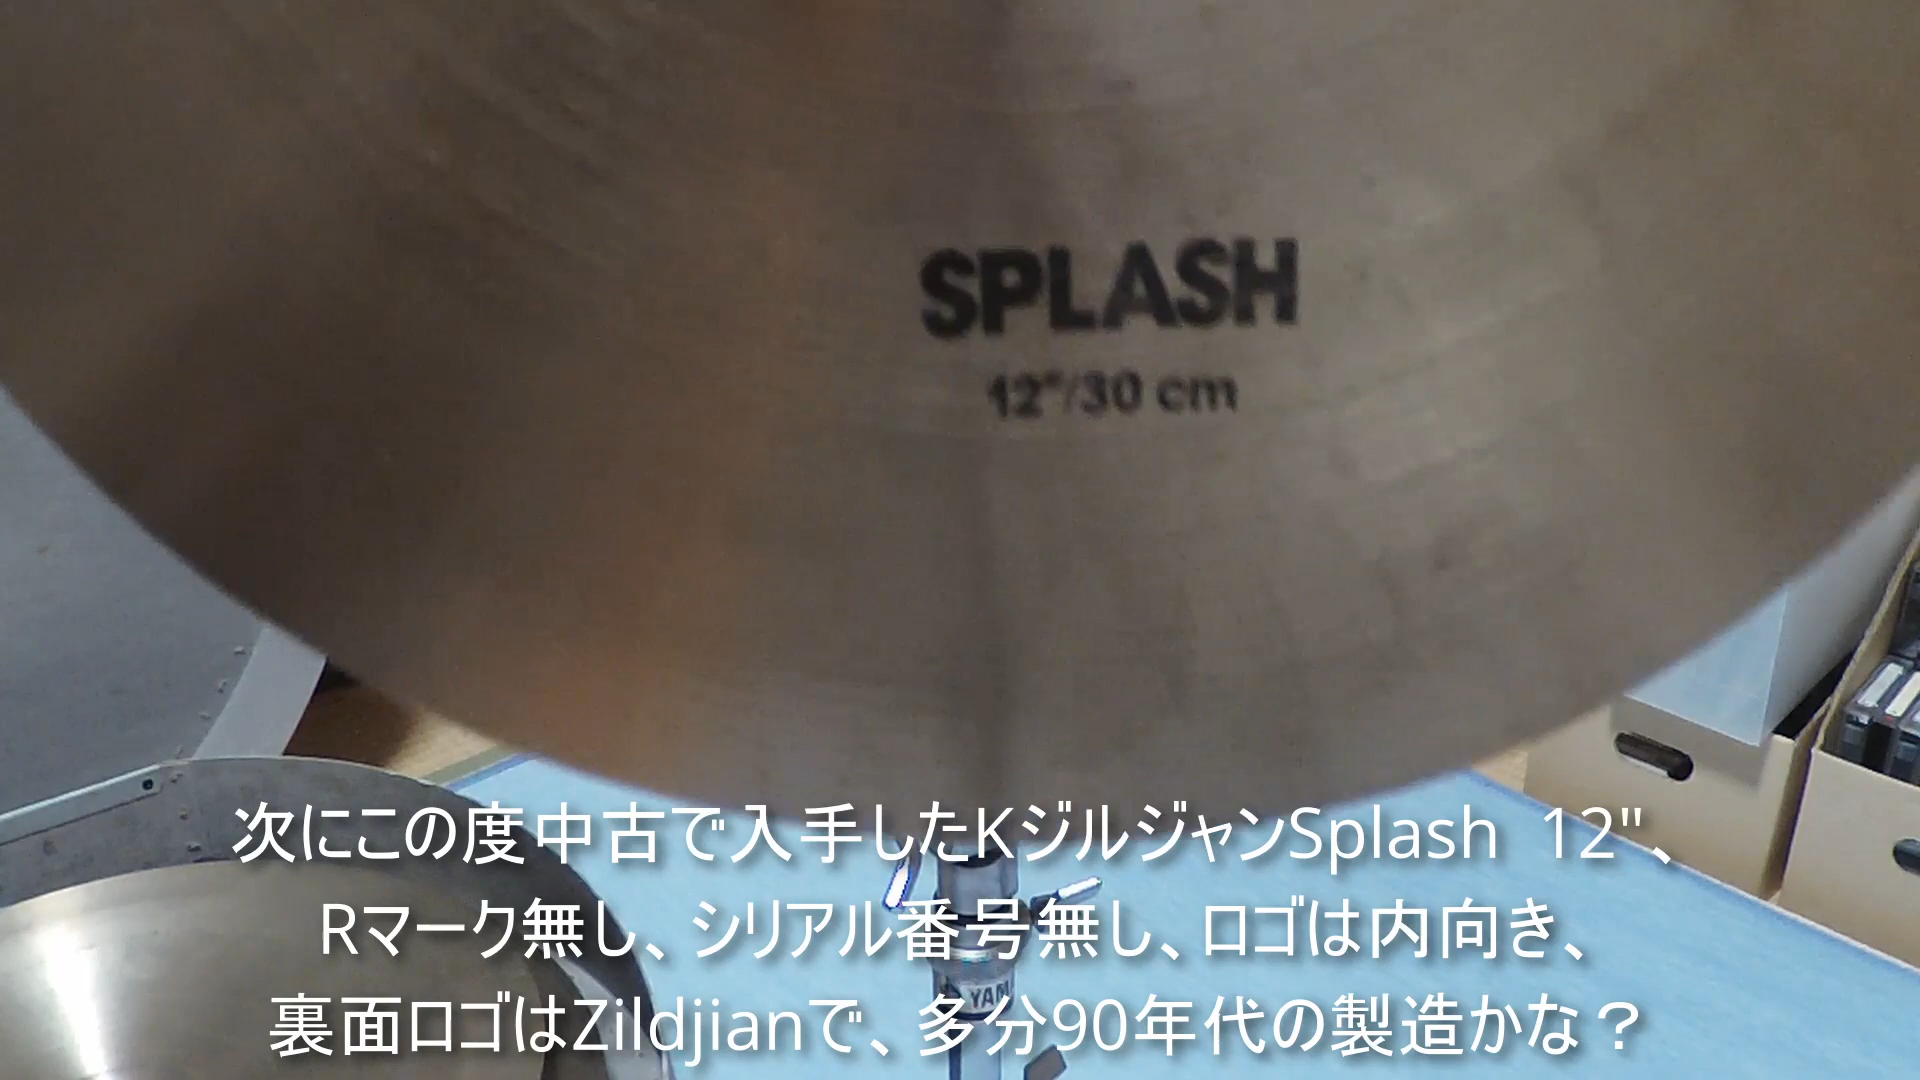 SPLASH
12"/30 cm
次にこの度中古で入手したKジルジャンSplash 12"、
Rマーク無し、シリアル番号無し、ロゴは内向き、
裏面ロゴはZildjianで、多分90年代の製造かな？